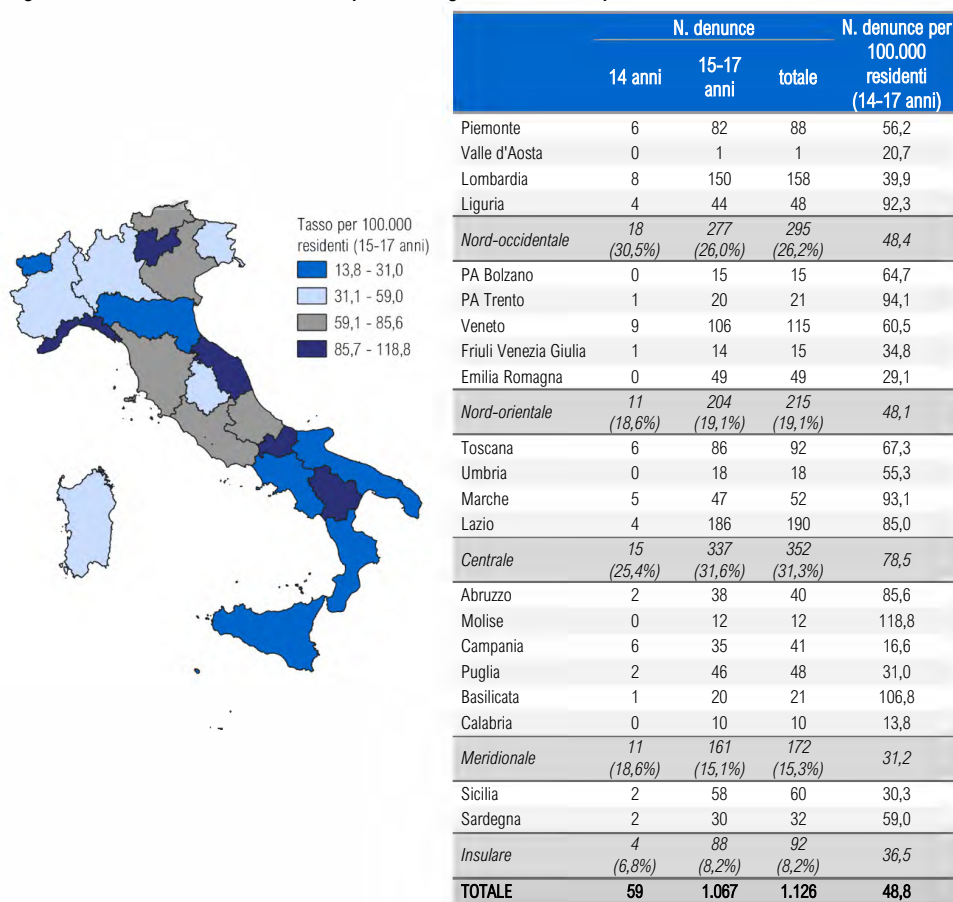 Tasso per 100.000
residenti (15-17 anni)
13,8 - 31,0
31,1 - 59,0
59,1 - 85,6
85,7 - 118,8
N. denunce N. denunce per
100.000
residenti
(14-17 anni)
14 anni 15-17
anni totale
Piemonte 6 82 88 56,2
Valle d'Aosta 0 1 1 20,7
Lombardia 8 150 158 39,9
Liguria 4 44 48 92,3
Nord-occidentale 18 277 295 48,4
(30,5%) (26,0%) (26,2%)
PA Bolzano 0 15 15 64,7
PA Trento 1 20 21 94,1
Veneto 9 106 115 60,5
Friuli Venezia Giulia 1 14 15 34,8
Emilia Romagna 0 49 49 29,1
Nord-orientale 11 204 215 48,1
(18,6%) (19,1%) (19,1%)
Toscana 6 86 92 67,3
Umbria 0 18 18 55,3
Marche 5 47 52 93,1
Lazio 4 186 190 85,0
Centrale 15 337 352 78,5
(25,4%) (31,6%) (31,3%)
Abruzzo 2 38 40 85,6
Molise 0 12 12 118,8
Campania 6 35 41 16,6
Puglia 2 46 48 31,0
Basilicata 1 20 21 106,8
Calabria 0 10 10 13,8
Meridionale 11 161 172 31,2
(18,6%) (15,1%) (15,3%)
Sicilia 2 58 60 30,3
Sardegna 2 30 32 59,0
Insulare 4 88 92 36,5
(6,8%) (8,2%) (8,2%)
TOTALE 59 1.067 1.126 48,8